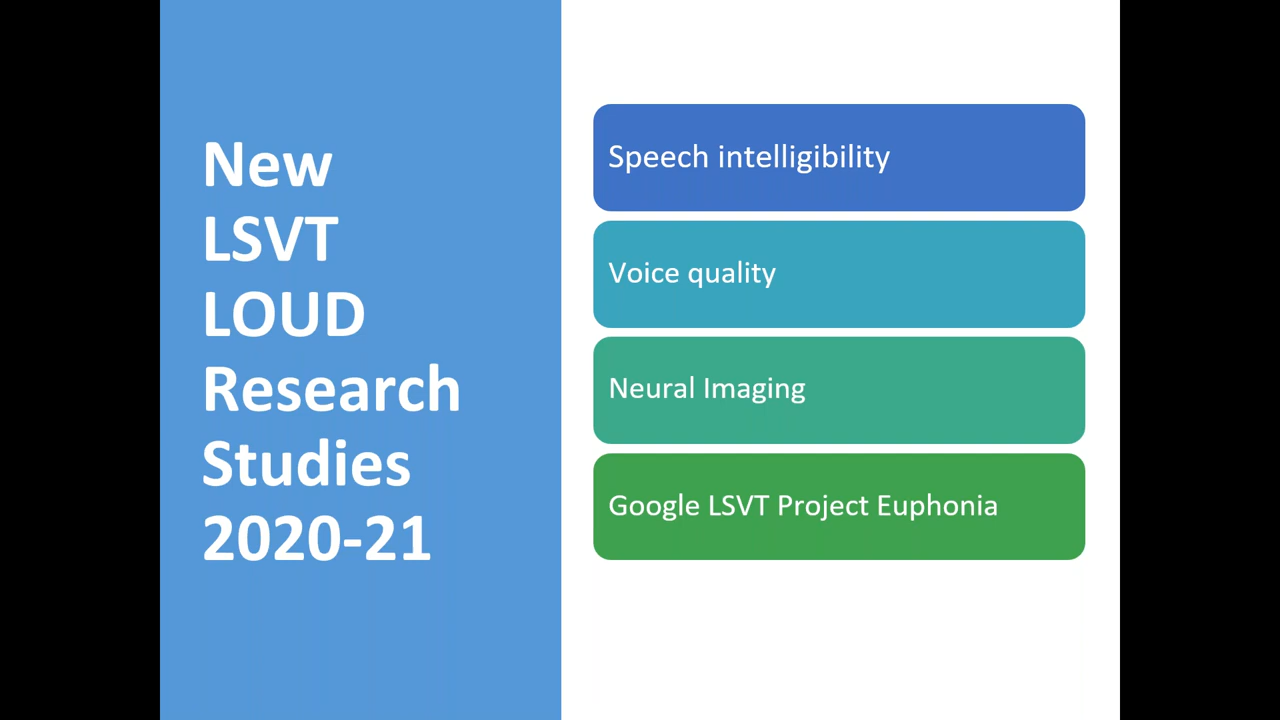 New
LSVT
LOUD
Research
Studies
2020-21
Speech intelligibility
Voice quality
Neural Imaging
Google LSVT Project Euphonia